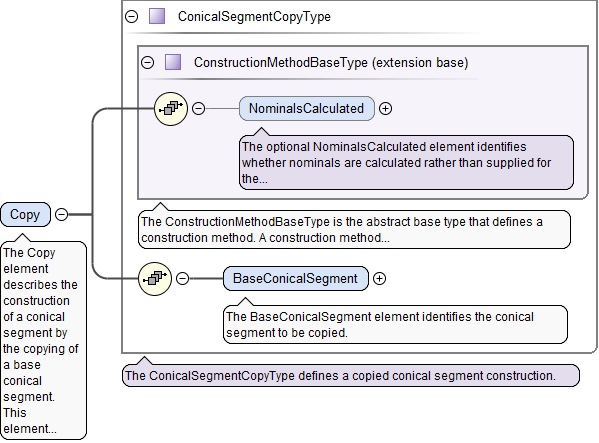 ConicalSegmentCopyType
ConstructionMethodBaseType (extension base)
NominalsCalculated
The optional NominalsCalculated element identifies
whether nominals are calculated rather than supplied for
the...
The ConstructionMethodBaseType is the abstract base type that defines a
construction method. A construction method...
Copy
The Copy
element
describes the
construction
of a conical
segment by
the copying of
a base
conical
segment.
This
element...
BaseConicalSegment
The BaseConicalSegment element identifies the conical
segment to be copied.
The ConicalSegmentCopyType defines a copied conical segment construction.